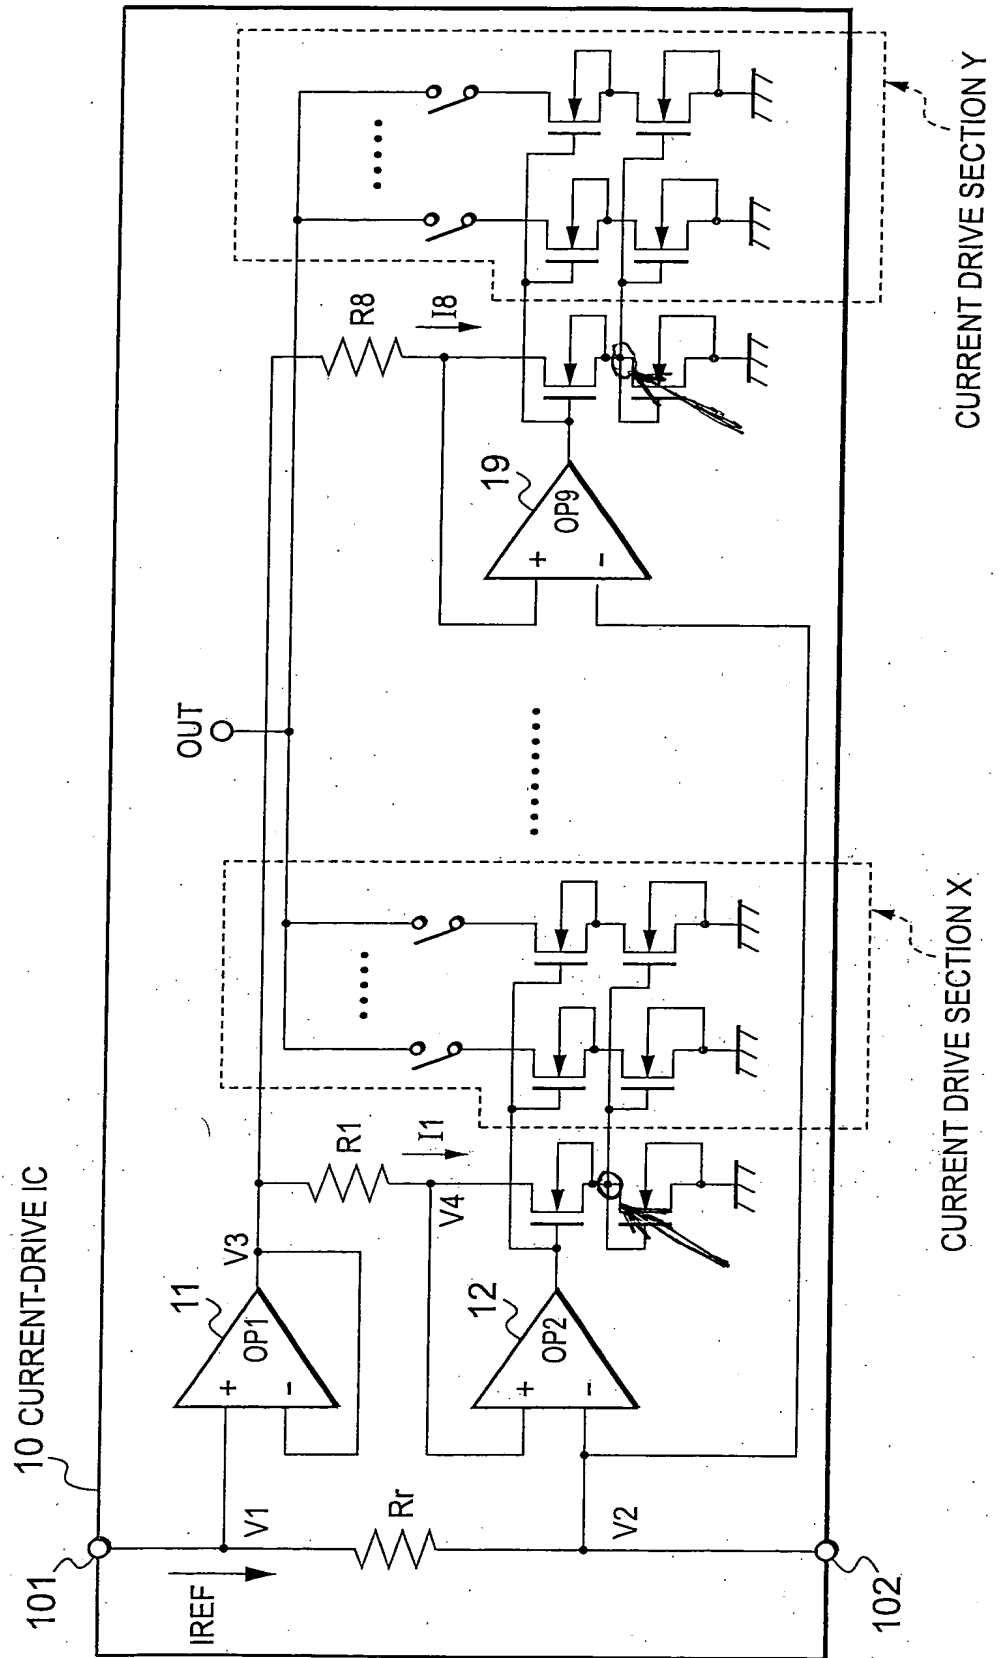 10 CURRENT-DRIVE IC
101
IREF
V1
Rr
V2
102
11
OP1
+
−
V3
R1
I1
V4
12
OP2
+
−
CURRENT DRIVE SECTION X
OUT
19
OP9
+
−
R8
I8
CURRENT DRIVE SECTION Y